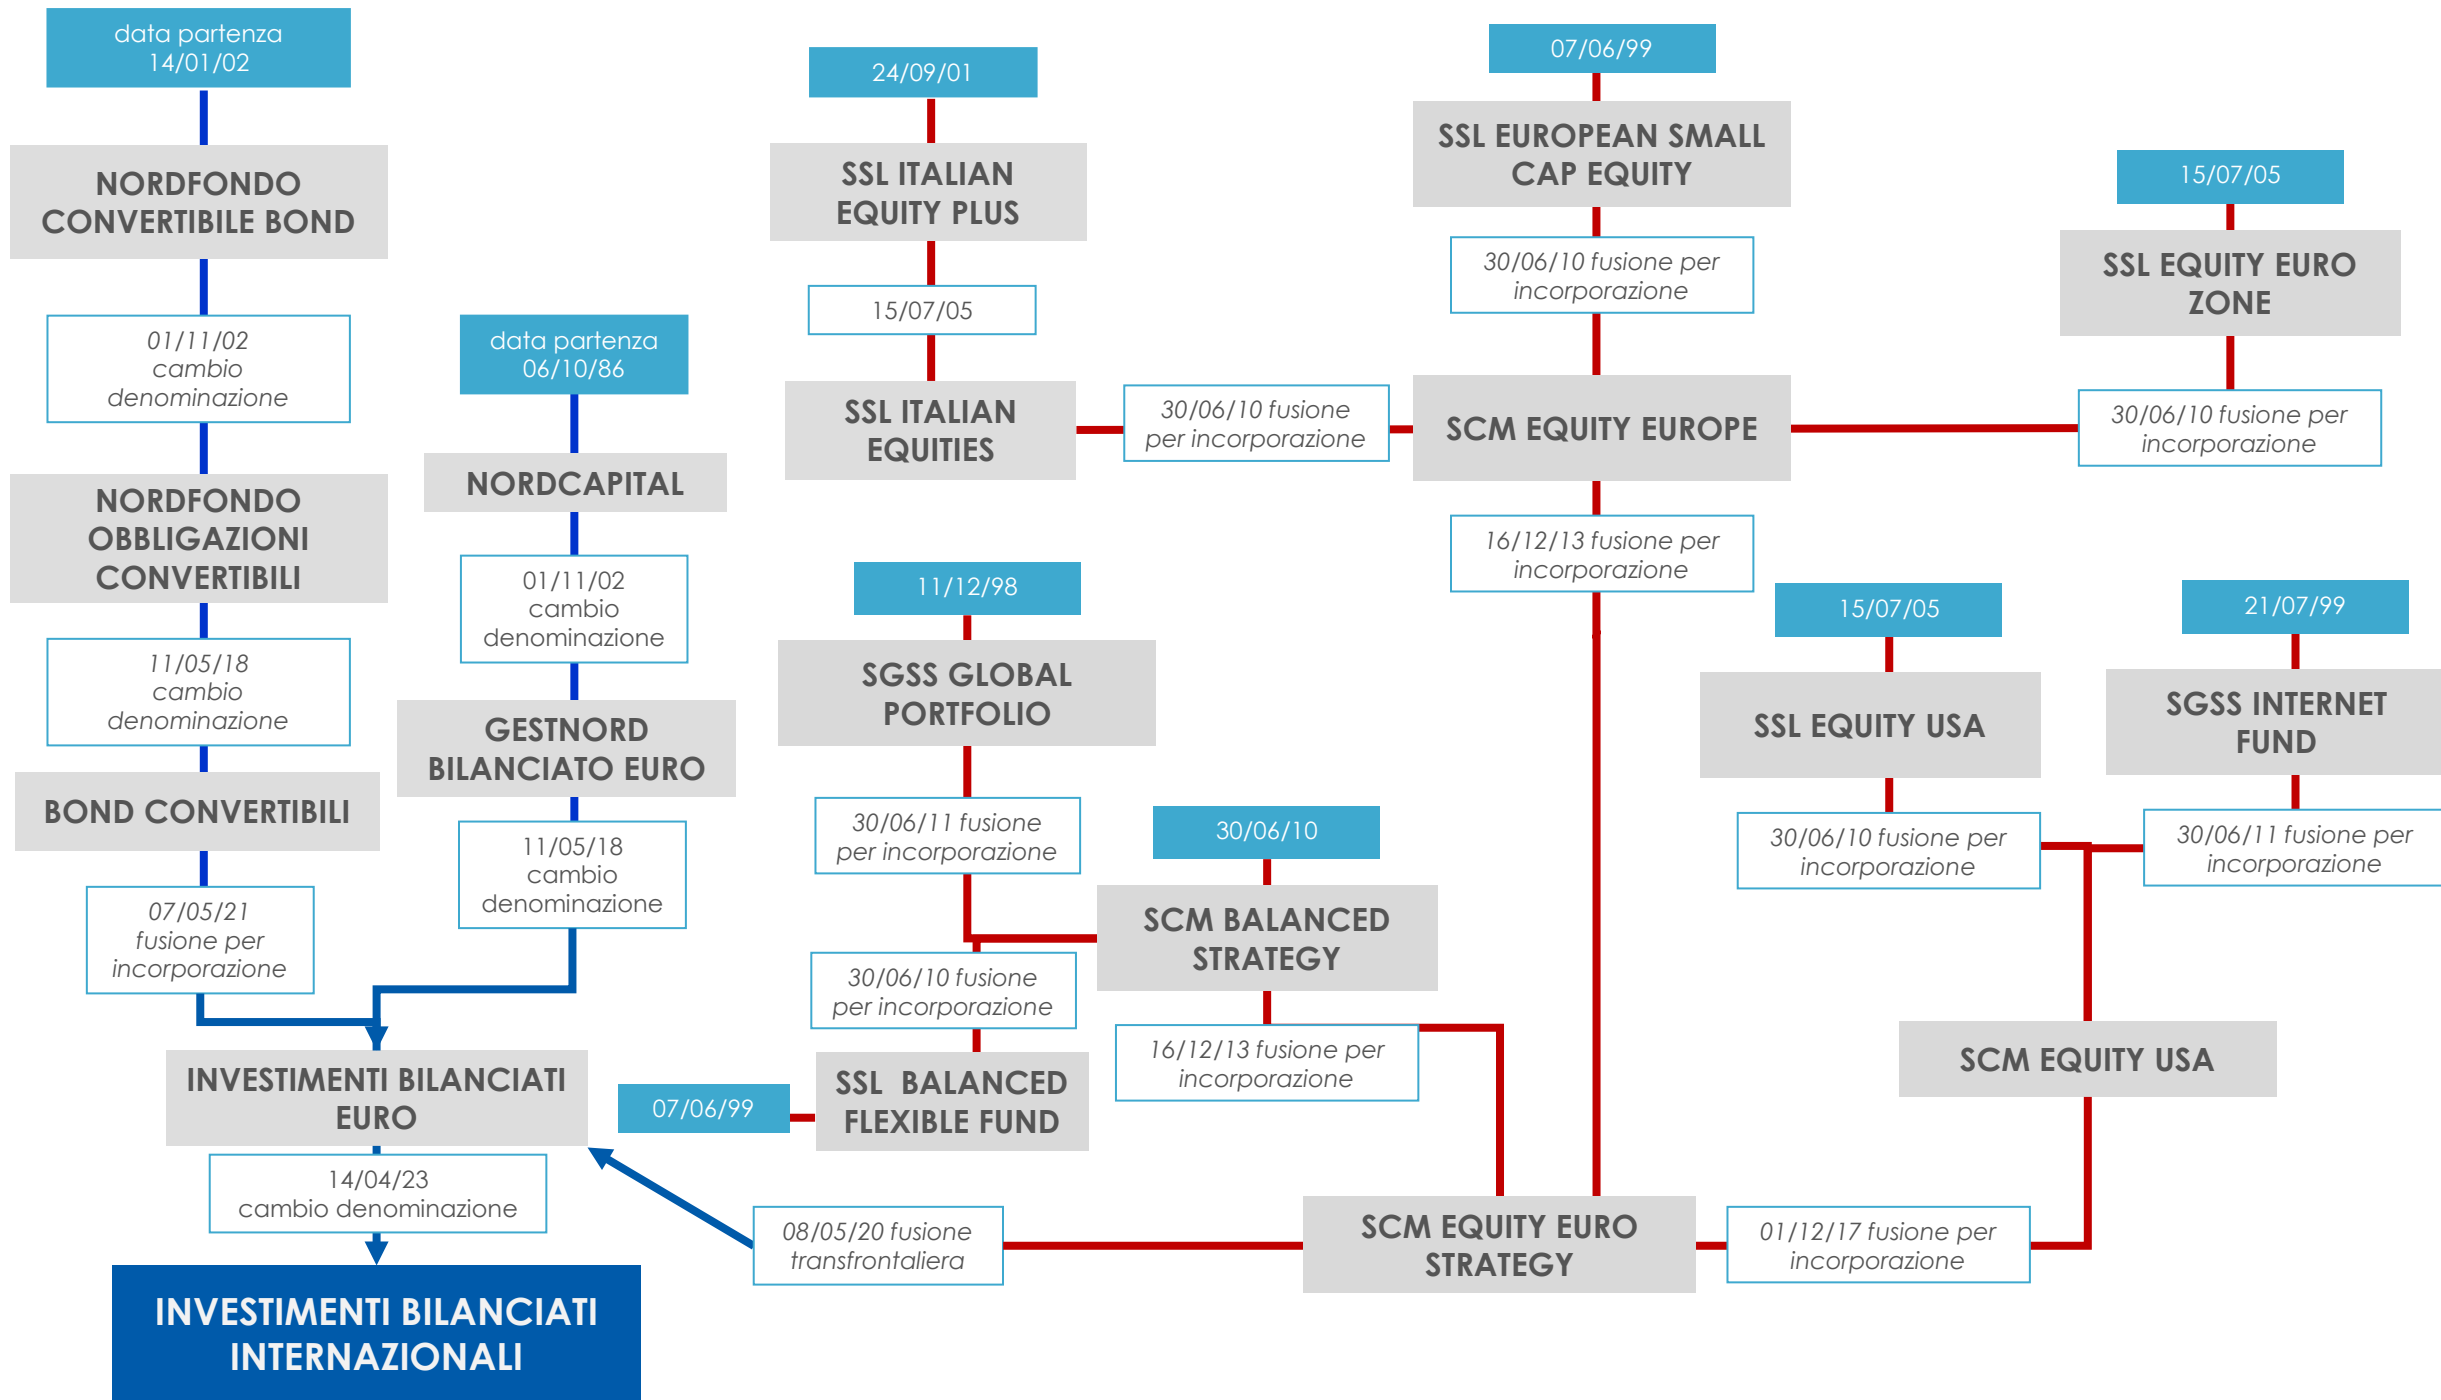 data partenza
14/01/02
NORDFONDO
CONVERTIBILE BOND
01/11/02
cambio
denominazione
NORDFONDO
OBBLIGAZIONI
CONVERTIBILI
11/05/18
cambio
denominazione
BOND CONVERTIBILI
07/05/21
fusione per
incorporazione
data partenza
06/10/86
NORDCAPITAL
01/11/02
cambio
denominazione
GESTNORD
BILANCIATO EURO
11/05/18
cambio
denominazione
INVESTIMENTI BILANCIATI
EURO
14/04/23
cambio denominazione
INVESTIMENTI BILANCIATI
INTERNAZIONALI
24/09/01
SSL ITALIAN
EQUITY PLUS
15/07/05
SSL ITALIAN
EQUITIES
30/06/10 fusione
per incorporazione
07/06/99
SSL EUROPEAN SMALL
CAP EQUITY
30/06/10 fusione per
incorporazione
SCM EQUITY EUROPE
16/12/13 fusione per
incorporazione
15/07/05
SSL EQUITY EURO
ZONE
30/06/10 fusione per
incorporazione
11/12/98
SGSS GLOBAL
PORTFOLIO
30/06/11 fusione
per incorporazione
30/06/10
SCM BALANCED
STRATEGY
30/06/10 fusione
per incorporazione
16/12/13 fusione per
incorporazione
07/06/99
SSL BALANCED
FLEXIBLE FUND
15/07/05
SSL EQUITY USA
30/06/10 fusione per
incorporazione
21/07/99
SGSS INTERNET
FUND
30/06/11 fusione per
incorporazione
SCM EQUITY USA
01/12/17 fusione per
incorporazione
SCM EQUITY EURO
STRATEGY
08/05/20 fusione
transfrontaliera